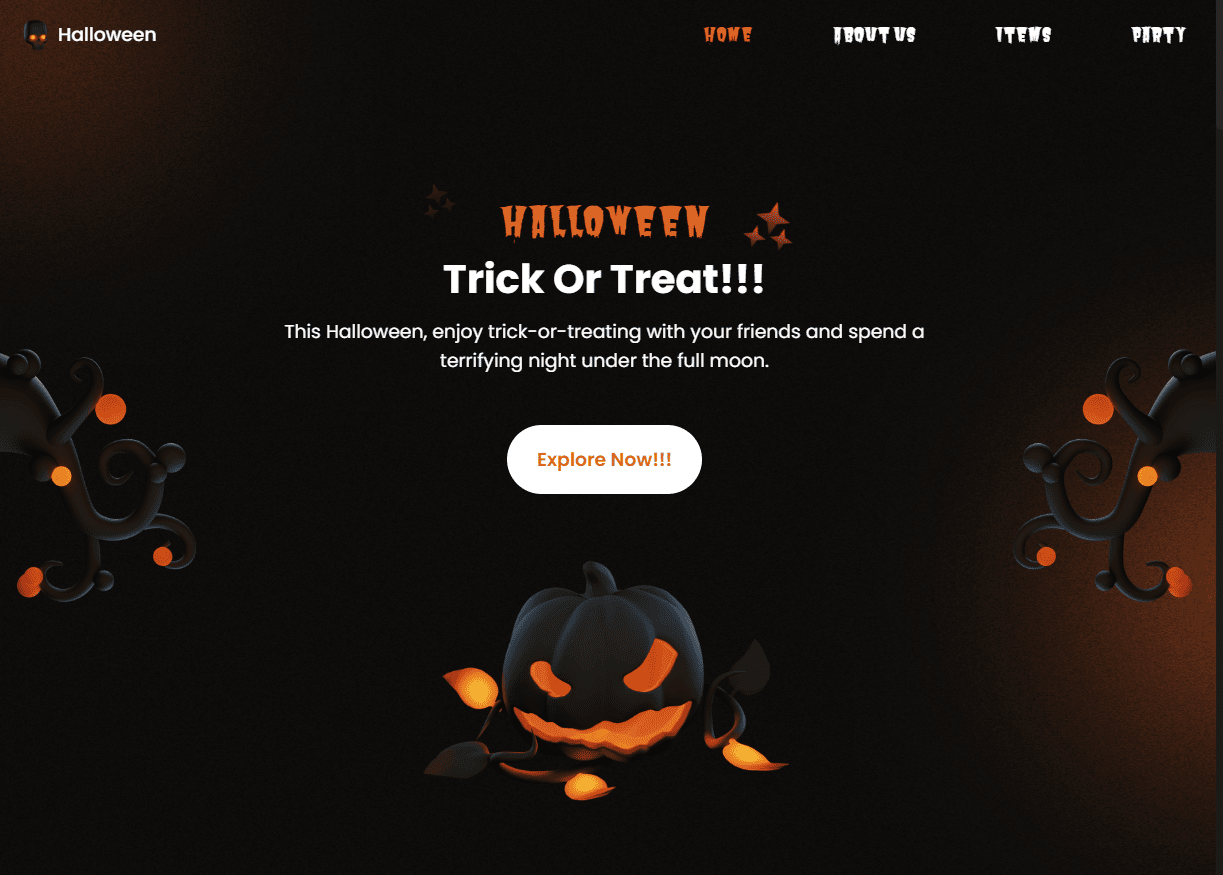 Halloween
HOME
ABOUT US
ITEMS
PARTY
HALLOWEEN
Trick Or Treat!!!
This Halloween, enjoy trick-or-treating with your friends and spend a
terrifying night under the full moon.
Explore Now!!!